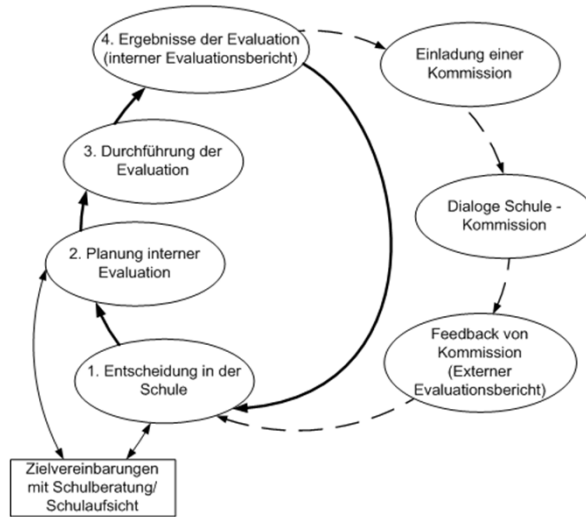 4. Ergebnisse der Evaluation
(interner Evaluationsbericht)
Einladung einer
Kommission
3. Durchführung der
Evaluation
Dialoge Schule -
Kommission
2. Planung interner
Evaluation
Feedback von
Kommission
(Externer
Evaluationsbericht)
1. Entscheidung in der
Schule
Zielvereinbarungen
mit Schulberatung/
Schulaufsicht